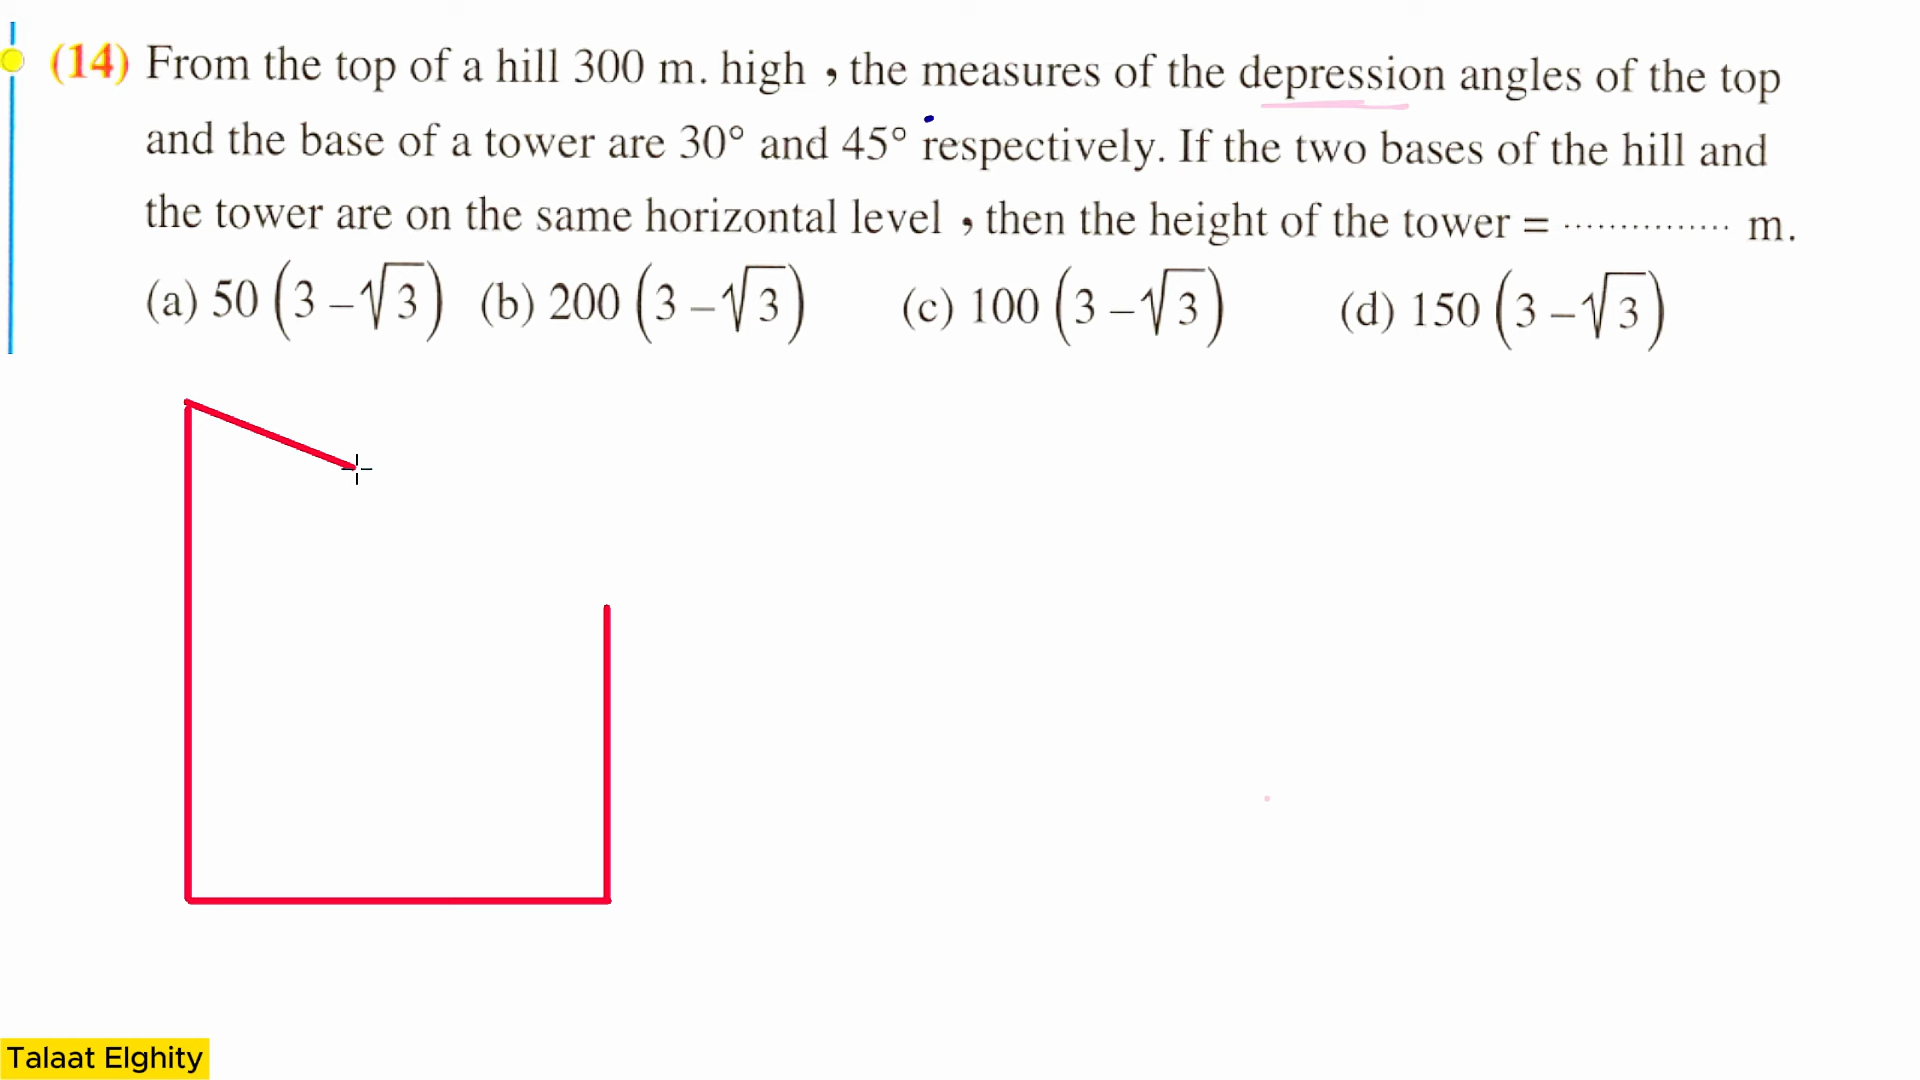 (14) From the top of a hill 300 m. high , the measures of the depression angles of the top
and the base of a tower are 30° and 45° respectively. If the two bases of the hill and
the tower are on the same horizontal level , then the height of the tower = ··············· m.
(a) 50 (3 – √3) (b) 200 (3 – √3) (c) 100 (3 – √3) (d) 150 (3 – √3)
Talaat Elghity